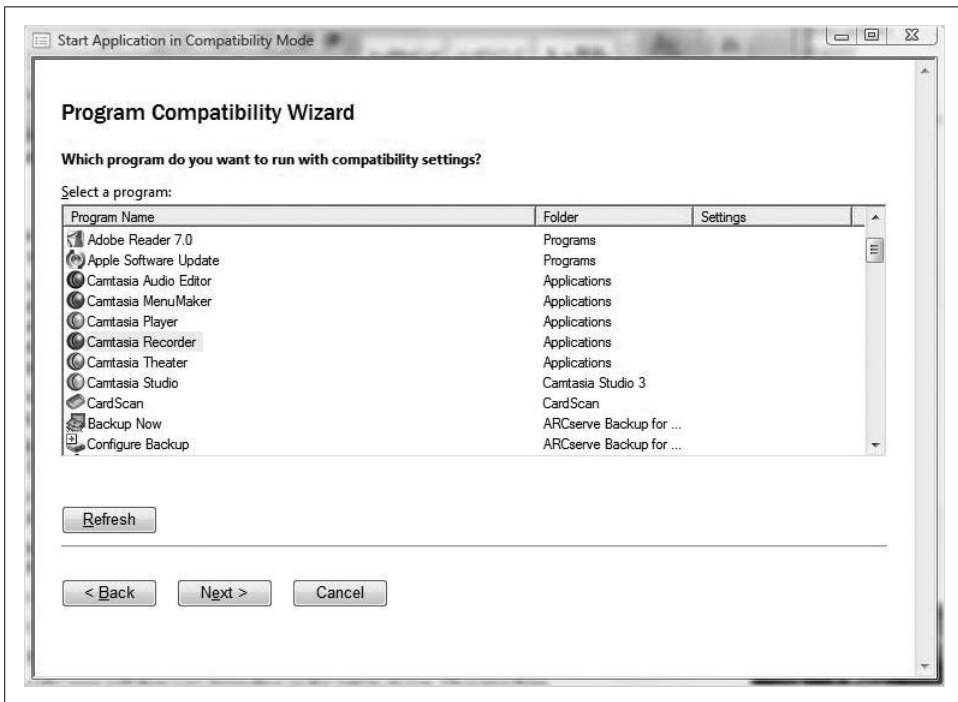 Start Application in Compatibility Mode
Program Compatibility Wizard
Which program do you want to run with compatibility settings?
Select a program:
Program Name Folder Settings
Adobe Reader 7.0 Programs
Apple Software Update Programs
Camtasia Audio Editor Applications
Camtasia MenuMaker Applications
Camtasia Player Applications
Camtasia Recorder Applications
Camtasia Theater Applications
Camtasia Studio Camtasia Studio 3
CardScan CardScan
Backup Now ARCserve Backup for ...
Configure Backup ARCserve Backup for ...
Refresh
< Back Next > Cancel